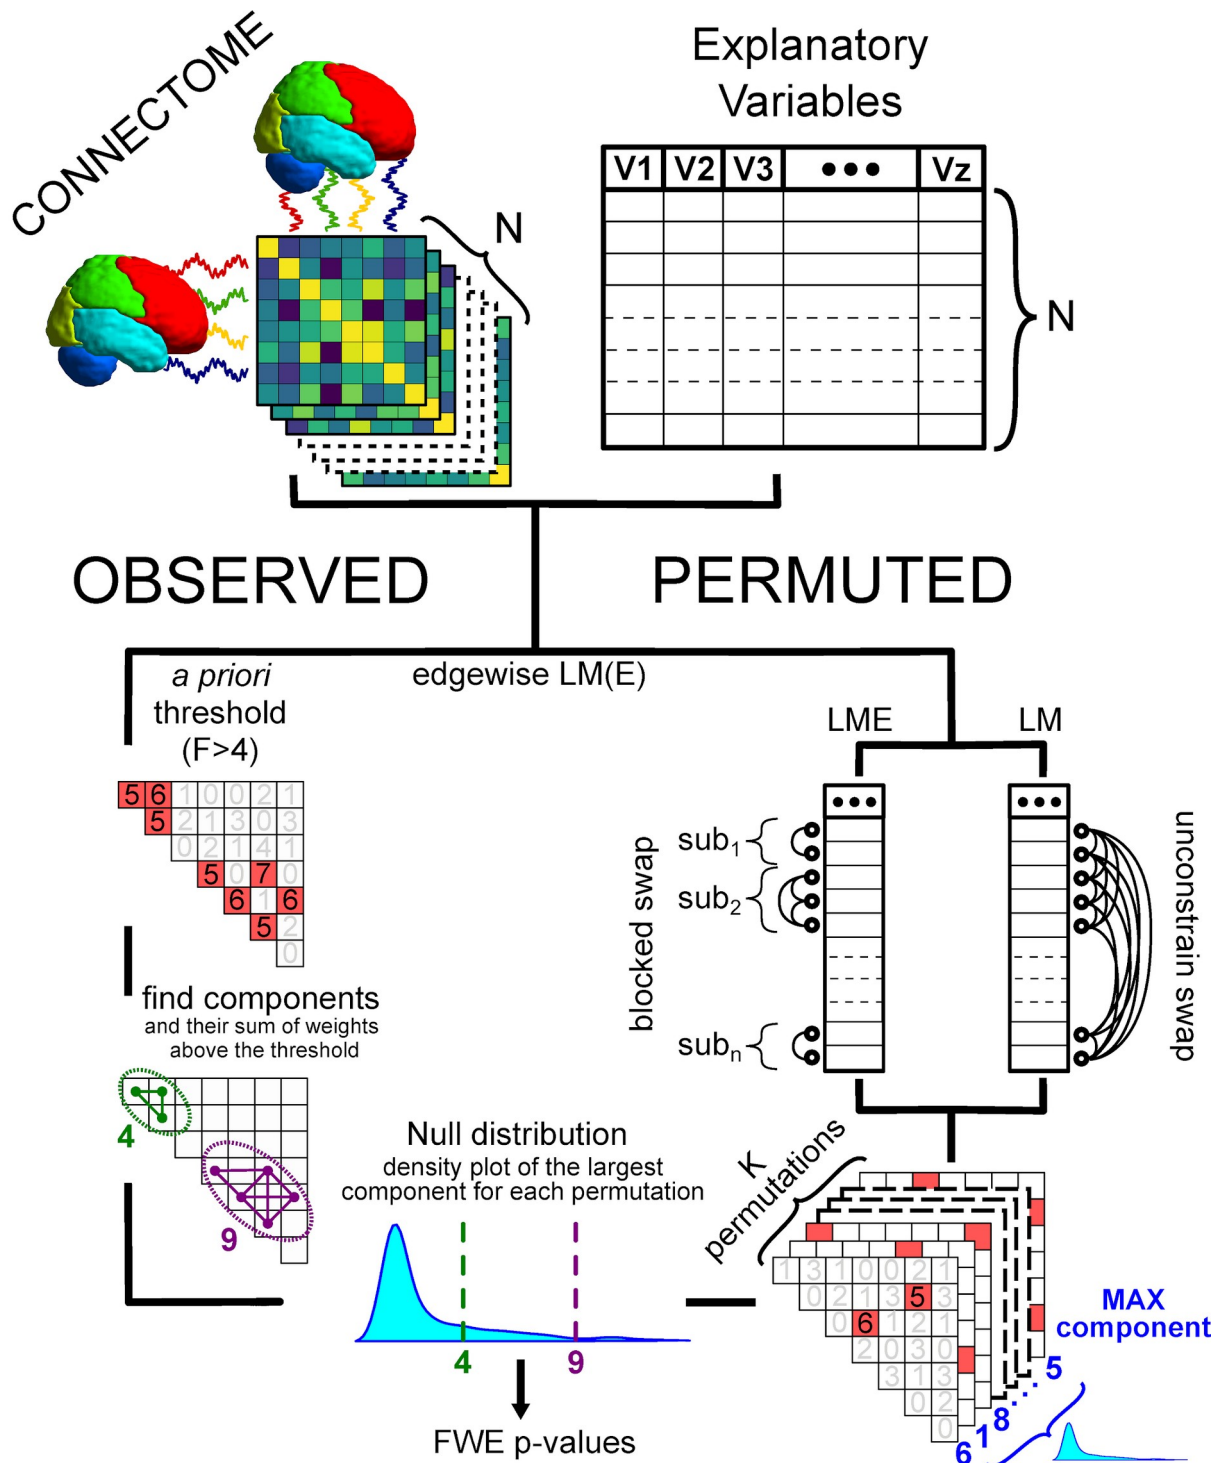 CONNECTOME
Explanatory
Variables
V1 V2 V3 ••• Vz
N
N
OBSERVED
PERMUTED
edgewise LM(E)
a priori
threshold
(F>4)
5 6 1 0 0 2 1
5 2 1 3 0 3
0 2 1 4 1
5 0 7 0
6 1 6
5 2
0
find components
and their sum of weights
above the threshold
4
9
LME
LM
•••
•••
blocked swap
sub1
sub2
subn
unconstrain swap
Null distribution
density plot of the largest
component for each permutation
4
9
FWE p-values
K
permutations
1 3 1 0 0 2 1
0 2 1 3 5 3
0 6 1 2 1
2 0 3 0
3 1 3
0 2
0
MAX
component
6 1 8 ... 5